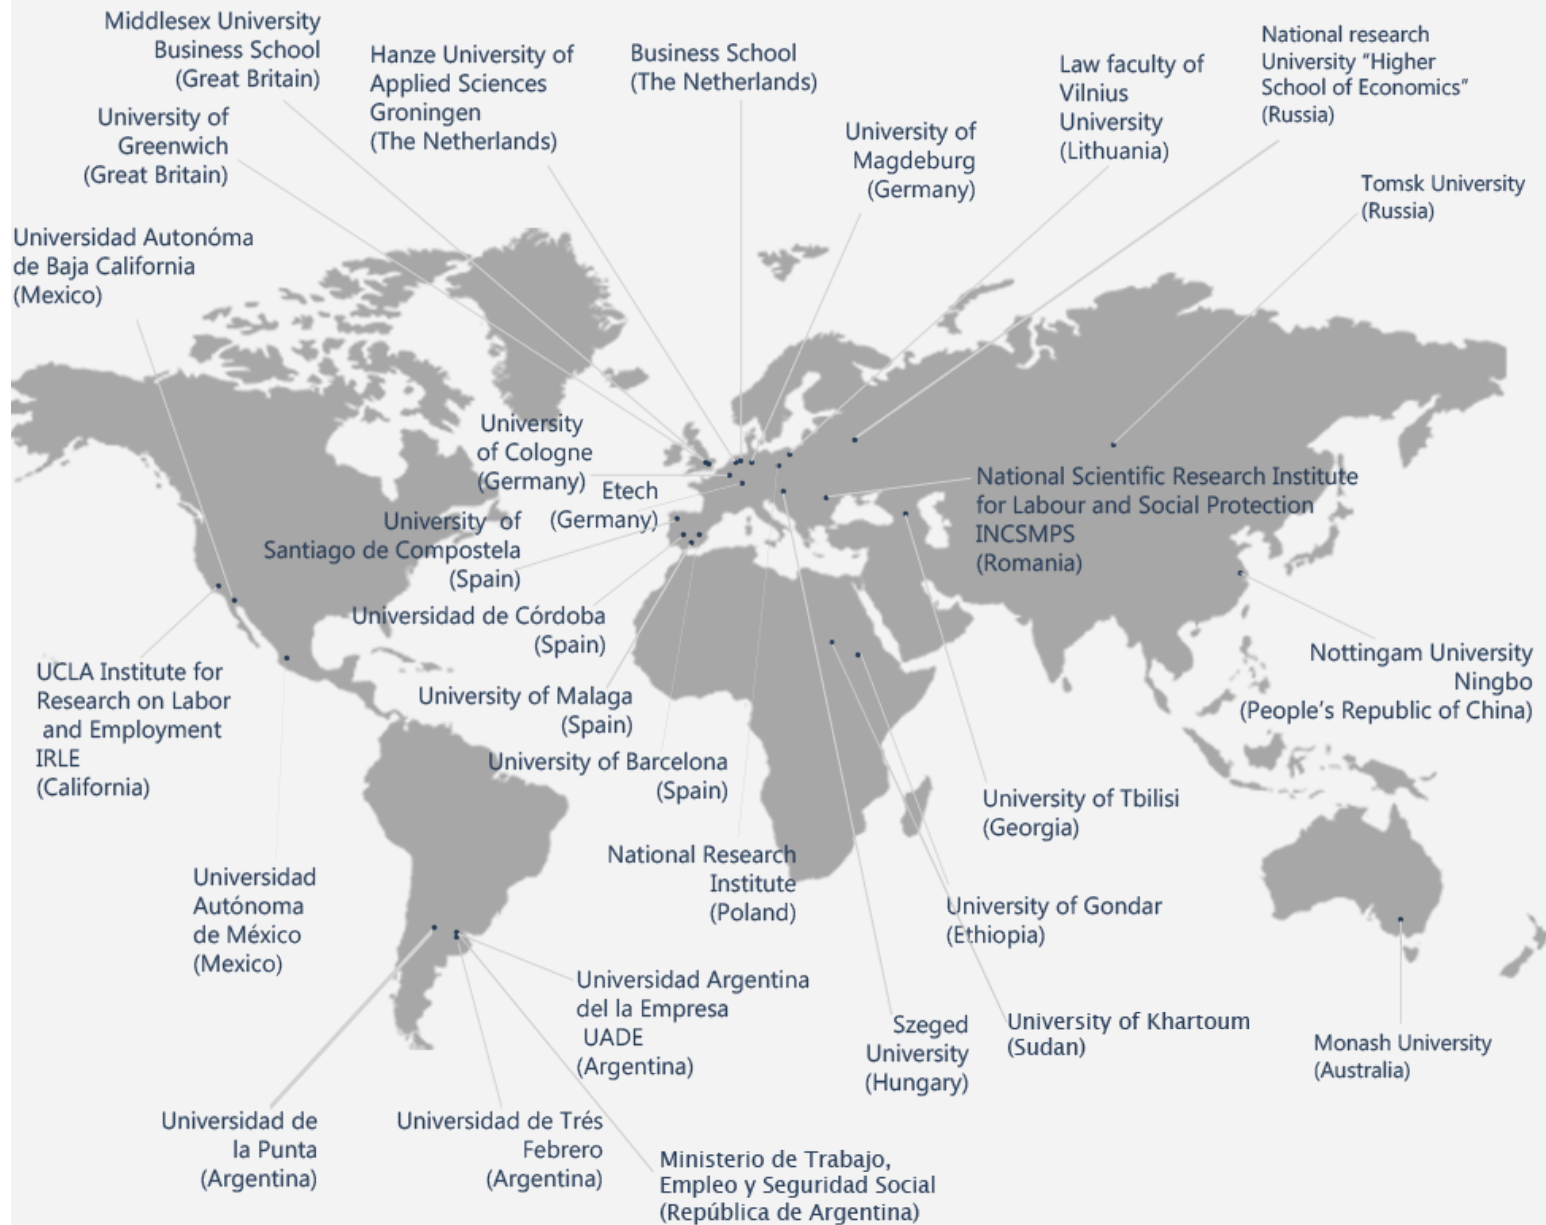 Middlesex University
Business School
(Great Britain)
Hanze University of
Applied Sciences
Groningen
(The Netherlands)
Business School
(The Netherlands)
Law faculty of
Vilnius
University
(Lithuania)
National research
University “Higher
School of Economics”
(Russia)
University of
Greenwich
(Great Britain)
University of
Magdeburg
(Germany)
Tomsk University
(Russia)
Universidad Autonóma
de Baja California
(Mexico)
University
of Cologne
(Germany)
Etech
(Germany)
National Scientific Research Institute
for Labour and Social Protection
INCSMPS
(Romania)
University of
Santiago de Compostela
(Spain)
Universidad de Córdoba
(Spain)
UCLA Institute for
Research on Labor
and Employment
IRLE
(California)
University of Malaga
(Spain)
Nottingam University
Ningbo
(People’s Republic of China)
University of Barcelona
(Spain)
University of Tbilisi
(Georgia)
National Research
Institute
(Poland)
Universidad
Autónoma
de México
(Mexico)
University of Gondar
(Ethiopia)
Universidad Argentina
del la Empresa
UADE
(Argentina)
Szeged
University
(Hungary)
University of Khartoum
(Sudan)
Monash University
(Australia)
Universidad de
la Punta
(Argentina)
Universidad de Trés
Febrero
(Argentina)
Ministerio de Trabajo,
Empleo y Seguridad Social
(República de Argentina)